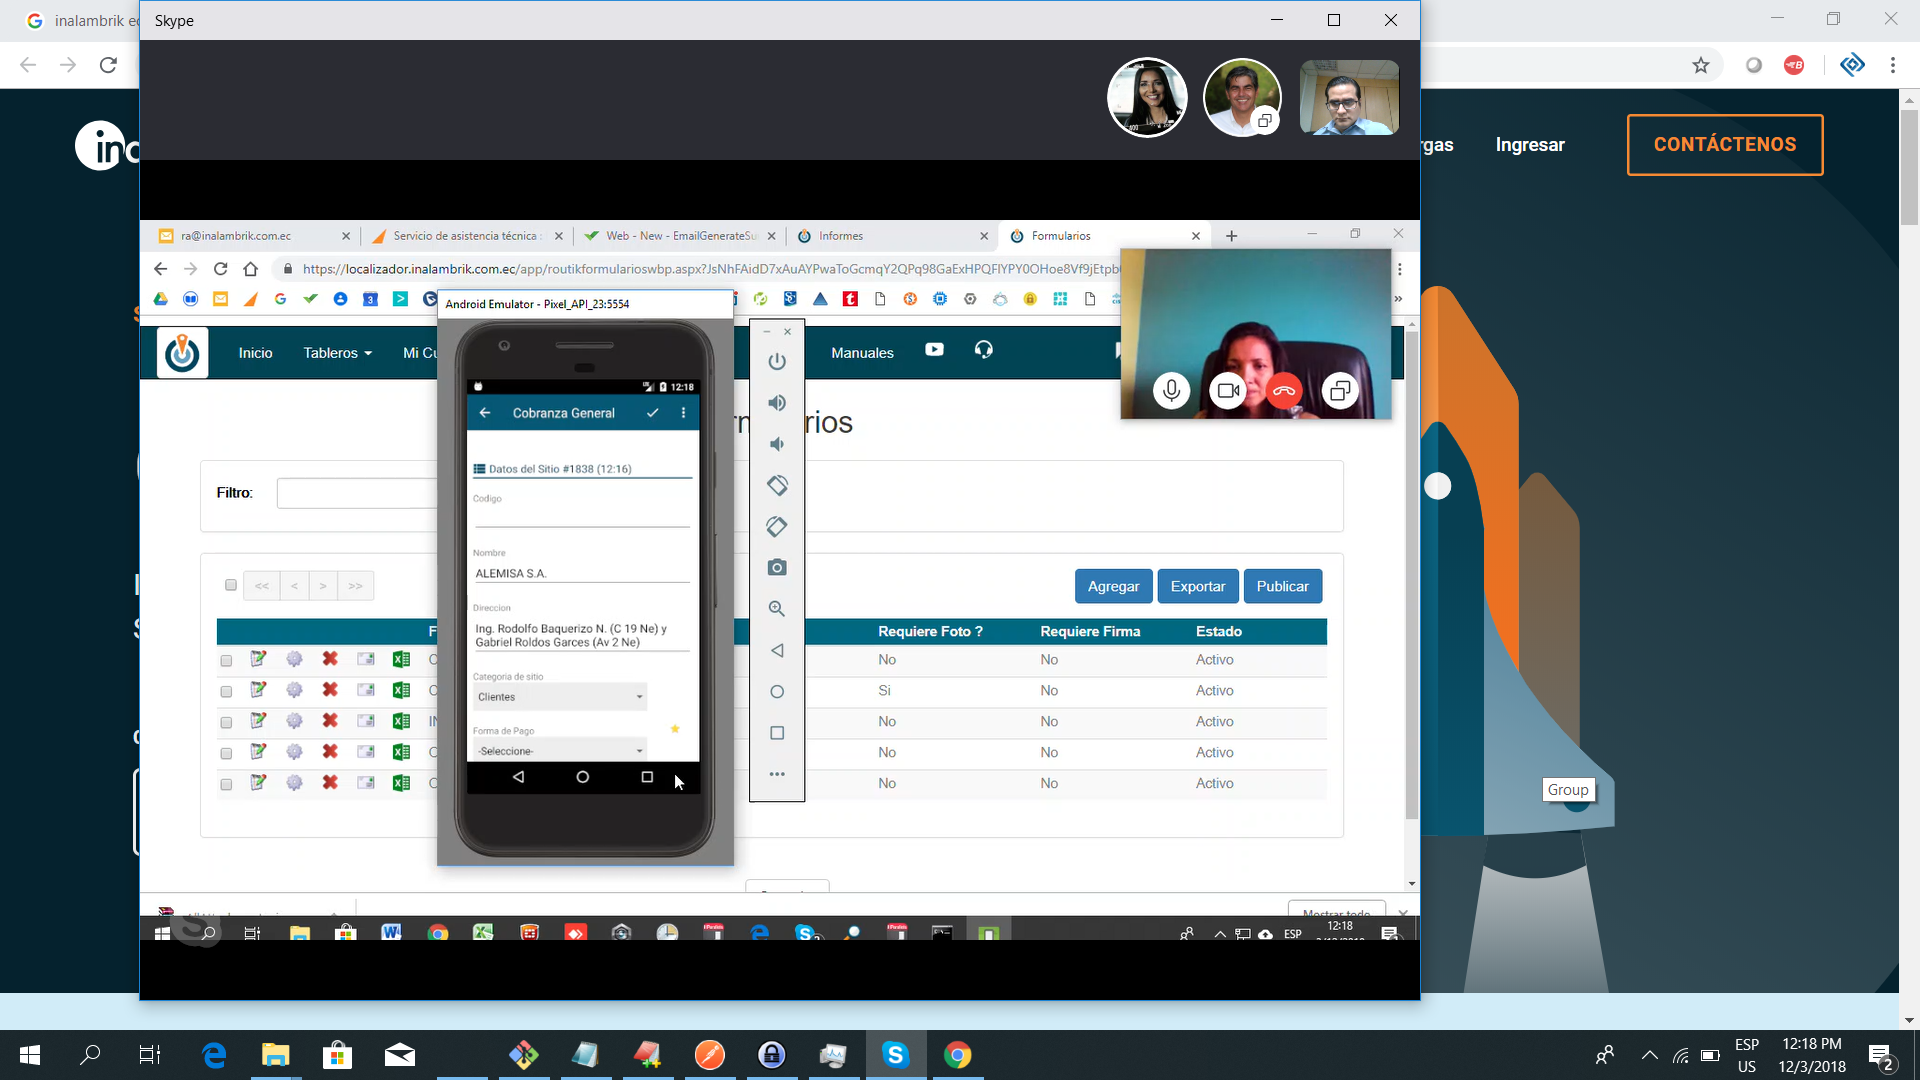 inalambrik
Skype
rgas
Ingresar
CONTÁCTENOS
ra@inalambrik.com.ec
Servicio de asistencia técnica
Web - New - EmailGenerateSu
Informes
Formularios
https://localizador.inalambrik.com.ec/app/routikformularioswbp.aspx?
Android Emulator - Pixel_API_23:5554
Inicio
Tableros
Mi Cu
Manuales
12:18
Cobranza General
rios
Datos del Sitio #1838 (12:16)
Filtro:
Codigo
Nombre
ALEMISA S.A.
<< < > >>
Agregar
Exportar
Publicar
Direccion
Ing. Rodolfo Baquerizo N. (C 19 Ne) y
Gabriel Roldos Garces (Av 2 Ne)
Requiere Foto ?
Requiere Firma
Estado
No No Activo
Categoria de sitio
Clientes
Si No Activo
No No Activo
Forma de Pago
-Seleccione-
No No Activo
No No Activo
Group
Mostrar todo
ESP
12:18
ESP
US
12:18 PM
12/3/2018
2